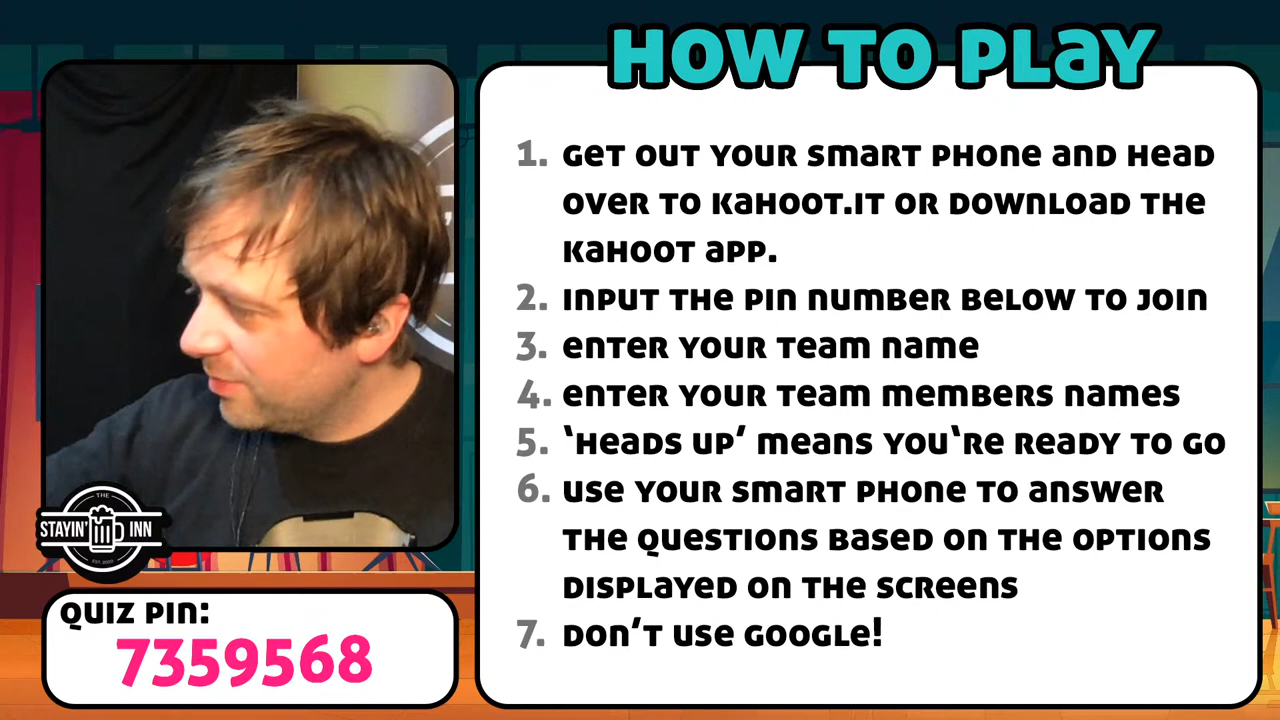 HOW TO PLAY
1. GET OUT YOUR SMART PHONE AND HEAD
OVER TO KAHOOT.IT OR DOWNLOAD THE
KAHOOT APP.
2. INPUT THE PIN NUMBER BELOW TO JOIN
3. ENTER YOUR TEAM NAME
4. ENTER YOUR TEAM MEMBERS NAMES
5. ‘HEADS UP’ MEANS YOU‘RE READY TO GO
6. USE YOUR SMART PHONE TO ANSWER
THE QUESTIONS BASED ON THE OPTIONS
DISPLAYED ON THE SCREENS
7. DON’T USE GOOGLE!
THE
STAYIN' INN
EST. 2020
QUIZ PIN:
7359568